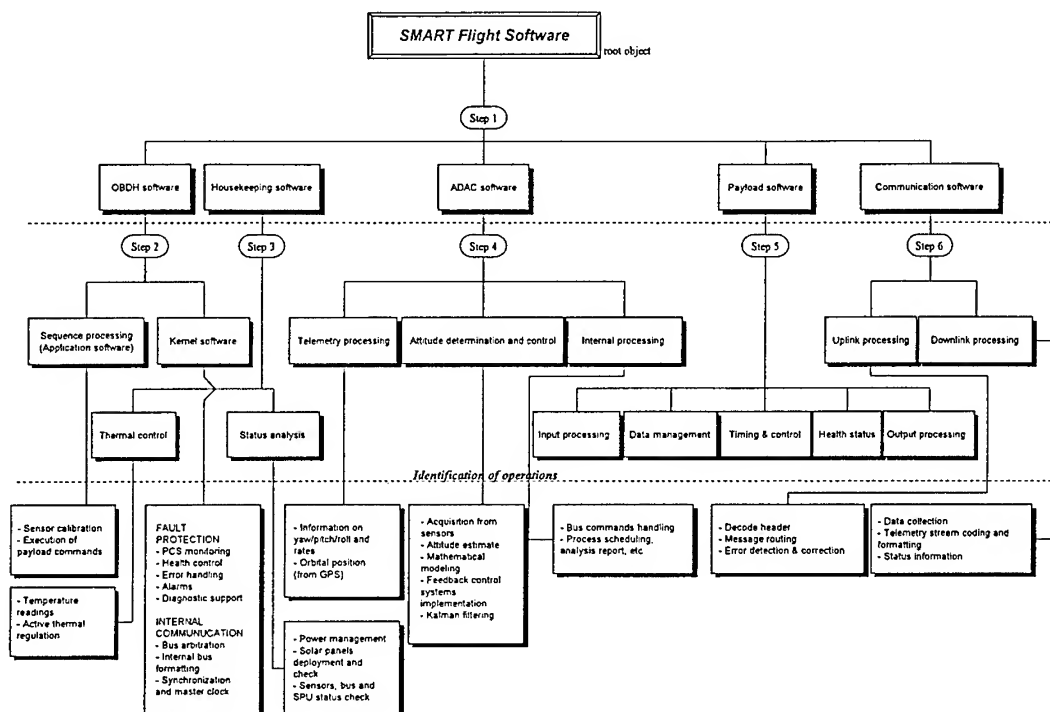 SMART Flight Software
root object
Step 1
OBDH software
Housekeeping software
ADAC software
Payload software
Communication software
Step 2
Step 3
Step 4
Step 5
Step 6
Sequence processing
(Application software)
Kernel software
Telemetry processing
Attitude determination and control
Internal processing
Uplink processing
Downlink processing
Thermal control
Status analysis
Input processing
Data management
Timing & control
Health status
Output processing
Identification of operations
- Sensor calibration
- Execution of
payload commands
- Temperature
readings
- Active thermal
regulation
FAULT
PROTECTION
- PCS monitoring
- Health control
- Error handling
- Alarms
- Diagnostic support
INTERNAL
COMMUNUCATION
- Bus arbitration
- Internal bus
formatting
- Synchronization
and master clock
- Information on
yaw/pitch/roll and
rates
- Orbital position
(from GPS)
- Power management
- Solar panels
deployment and
check
- Sensors, bus and
SPU status check
- Acquisition from
sensors
- Attitude estimate
- Mathematical
modeling
- Feedback control
systems
implementation
- Kalman filtering
- Bus commands handling
- Process scheduling,
analysis report, etc
- Decode header
- Message routing
- Error detection & correction
- Data collection
- Telemetry stream coding and
formatting
- Status information